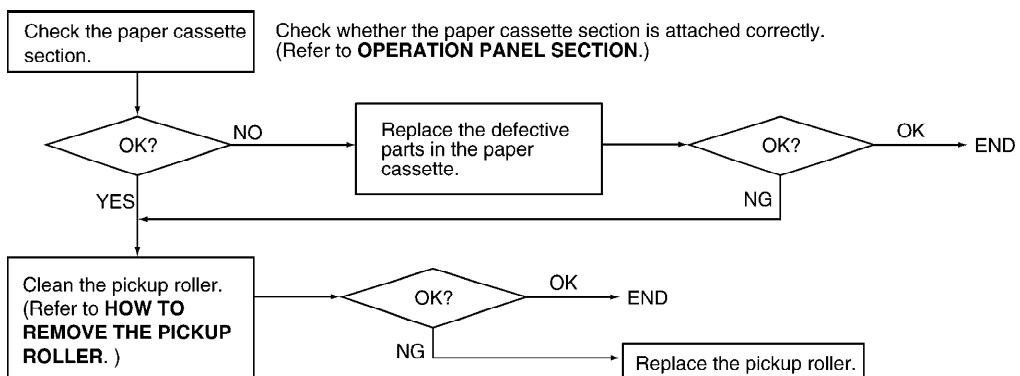 Check the paper cassette
section.
Check whether the paper cassette section is attached correctly.
(Refer to OPERATION PANEL SECTION.)
OK?
NO
Replace the defective
parts in the paper
cassette.
OK?
OK
END
YES
NG
Clean the pickup roller.
(Refer to HOW TO
REMOVE THE PICKUP
ROLLER. )
OK?
OK
END
NG
Replace the pickup roller.